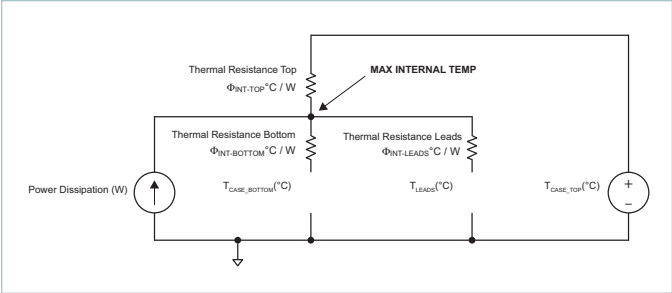 Thermal Resistance Top
MAX INTERNAL TEMP
ΦINT-TOP°C / W
Thermal Resistance Bottom
Thermal Resistance Leads
ΦINT-BOTTOM°C / W
ΦINT-LEADS°C / W
Power Dissipation (W)
TCASE_BOTTOM(°C)
TLEADS(°C)
TCASE_TOP(°C)
+
–